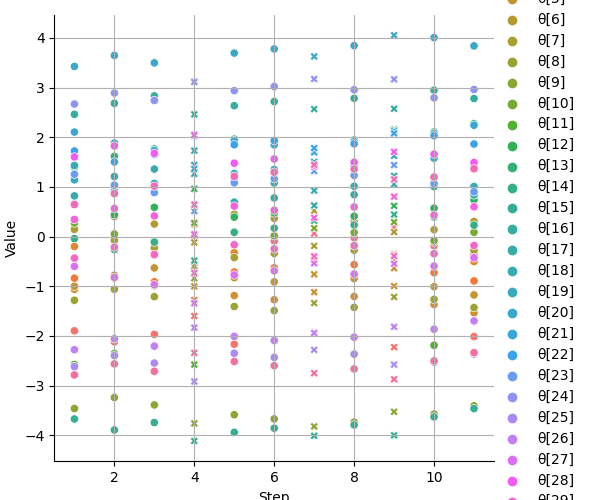 θ[6]
θ[7]
θ[8]
θ[9]
θ[10]
θ[11]
θ[12]
θ[13]
θ[14]
θ[15]
θ[16]
θ[17]
θ[18]
θ[19]
θ[20]
θ[21]
θ[22]
θ[23]
θ[24]
θ[25]
θ[26]
θ[27]
θ[28]
4
3
2
1
0
−1
−2
−3
−4
Value
2
4
6
8
10
Step